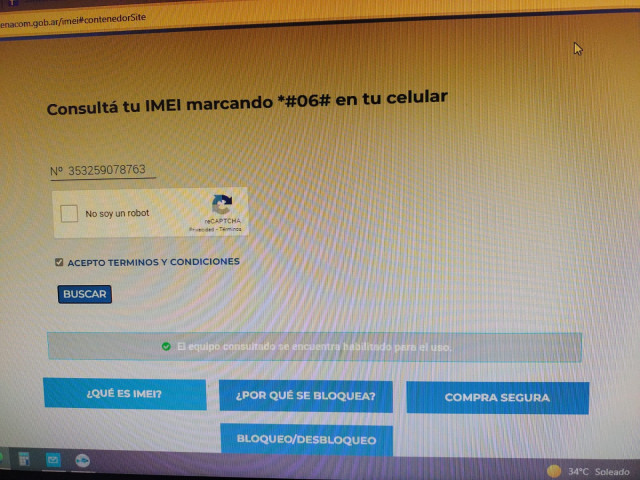 enacom.gob.ar/imei#contenedorSite
Consultá tu IMEI marcando *#06# en tu celular
Nº 353259078763
No soy un robot
reCAPTCHA
Privacidad - Términos
ACEPTO TERMINOS Y CONDICIONES
BUSCAR
El equipo consultado se encuentra habilitado para el uso.
¿QUÉ ES IMEI?
¿POR QUÉ SE BLOQUEA?
COMPRA SEGURA
BLOQUEO/DESBLOQUEO
34°C Soleado